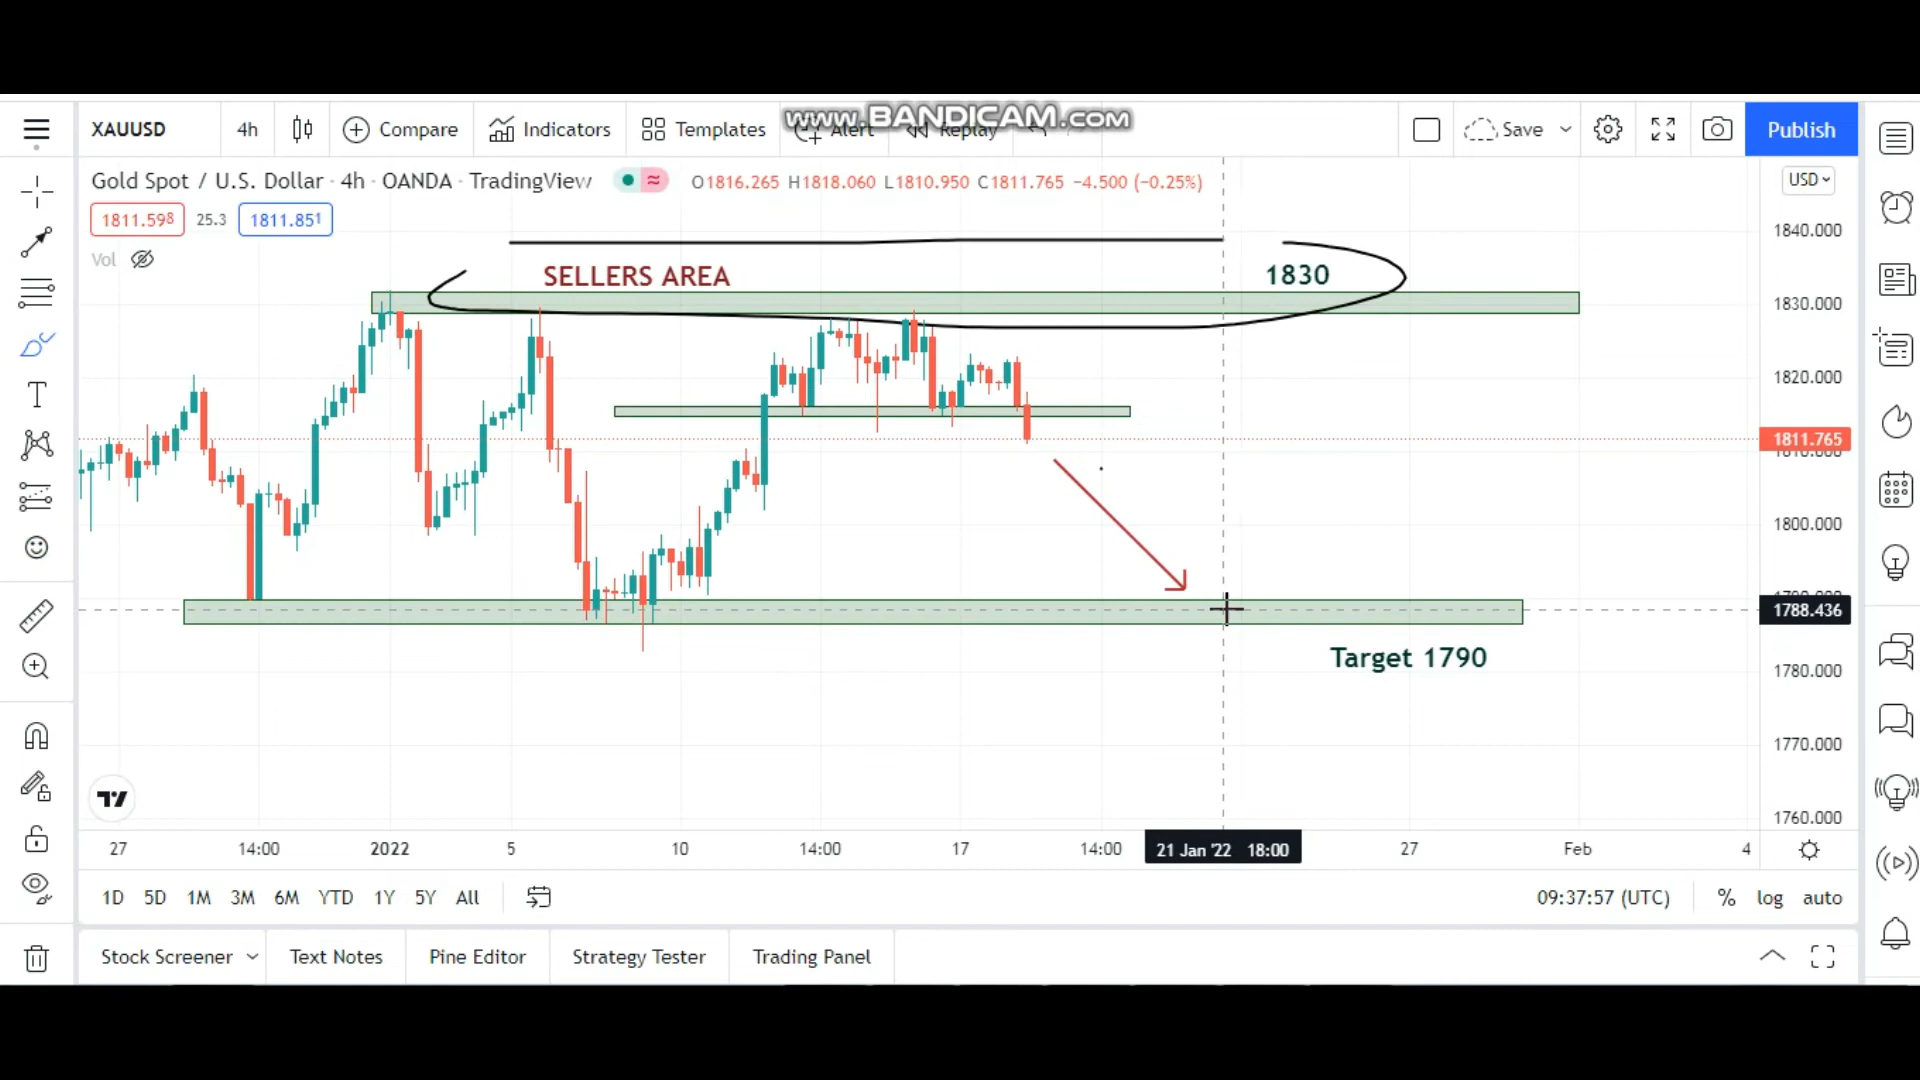 www.BANDICAM.com
XAUUSD 4h Compare Indicators Templates Alert Replay Save Publish
Gold Spot / U.S. Dollar · 4h · OANDA · TradingView ≈ O1816.265 H1818.060 L1810.950 C1811.765 −4.500 (−0.25%) USD
1811.598 25.3 1811.851
Vol
1840.000
SELLERS AREA 1830
1830.000
1820.000
1811.765
1810.000
1800.000
1788.436
Target 1790
1780.000
1770.000
1760.000
27 14:00 2022 5 10 14:00 17 14:00 21 Jan '22 18:00 27 Feb 4
1D 5D 1M 3M 6M YTD 1Y 5Y All 09:37:57 (UTC) % log auto
Stock Screener Text Notes Pine Editor Strategy Tester Trading Panel